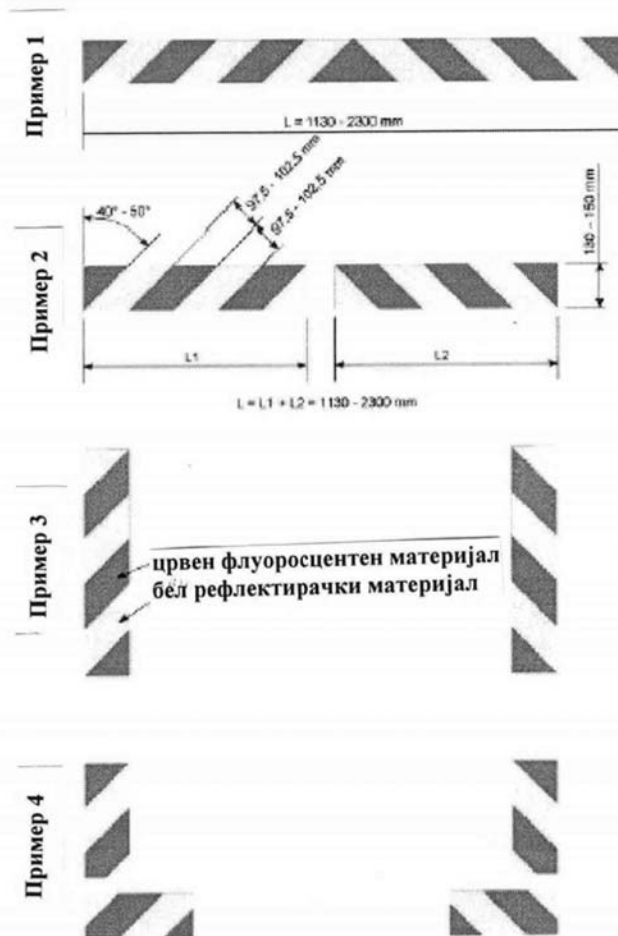 Пример 1
L = 1130 - 2300 mm
Пример 2
40° - 50°
97,5 - 102,5 mm
97,5 - 102,5 mm
130 - 150 mm
L1
L2
L = L1 + L2 = 1130 - 2300 mm
Пример 3
црвен флуоросцентен материјал
бел рефлектирачки материјал
Пример 4